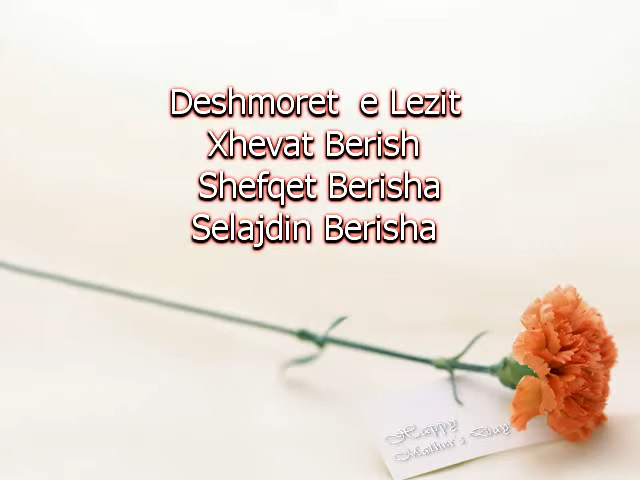 Deshmoret e Lezit
Xhevat Berish
Shefqet Berisha
Selajdin Berisha
Happy
Mother's Day